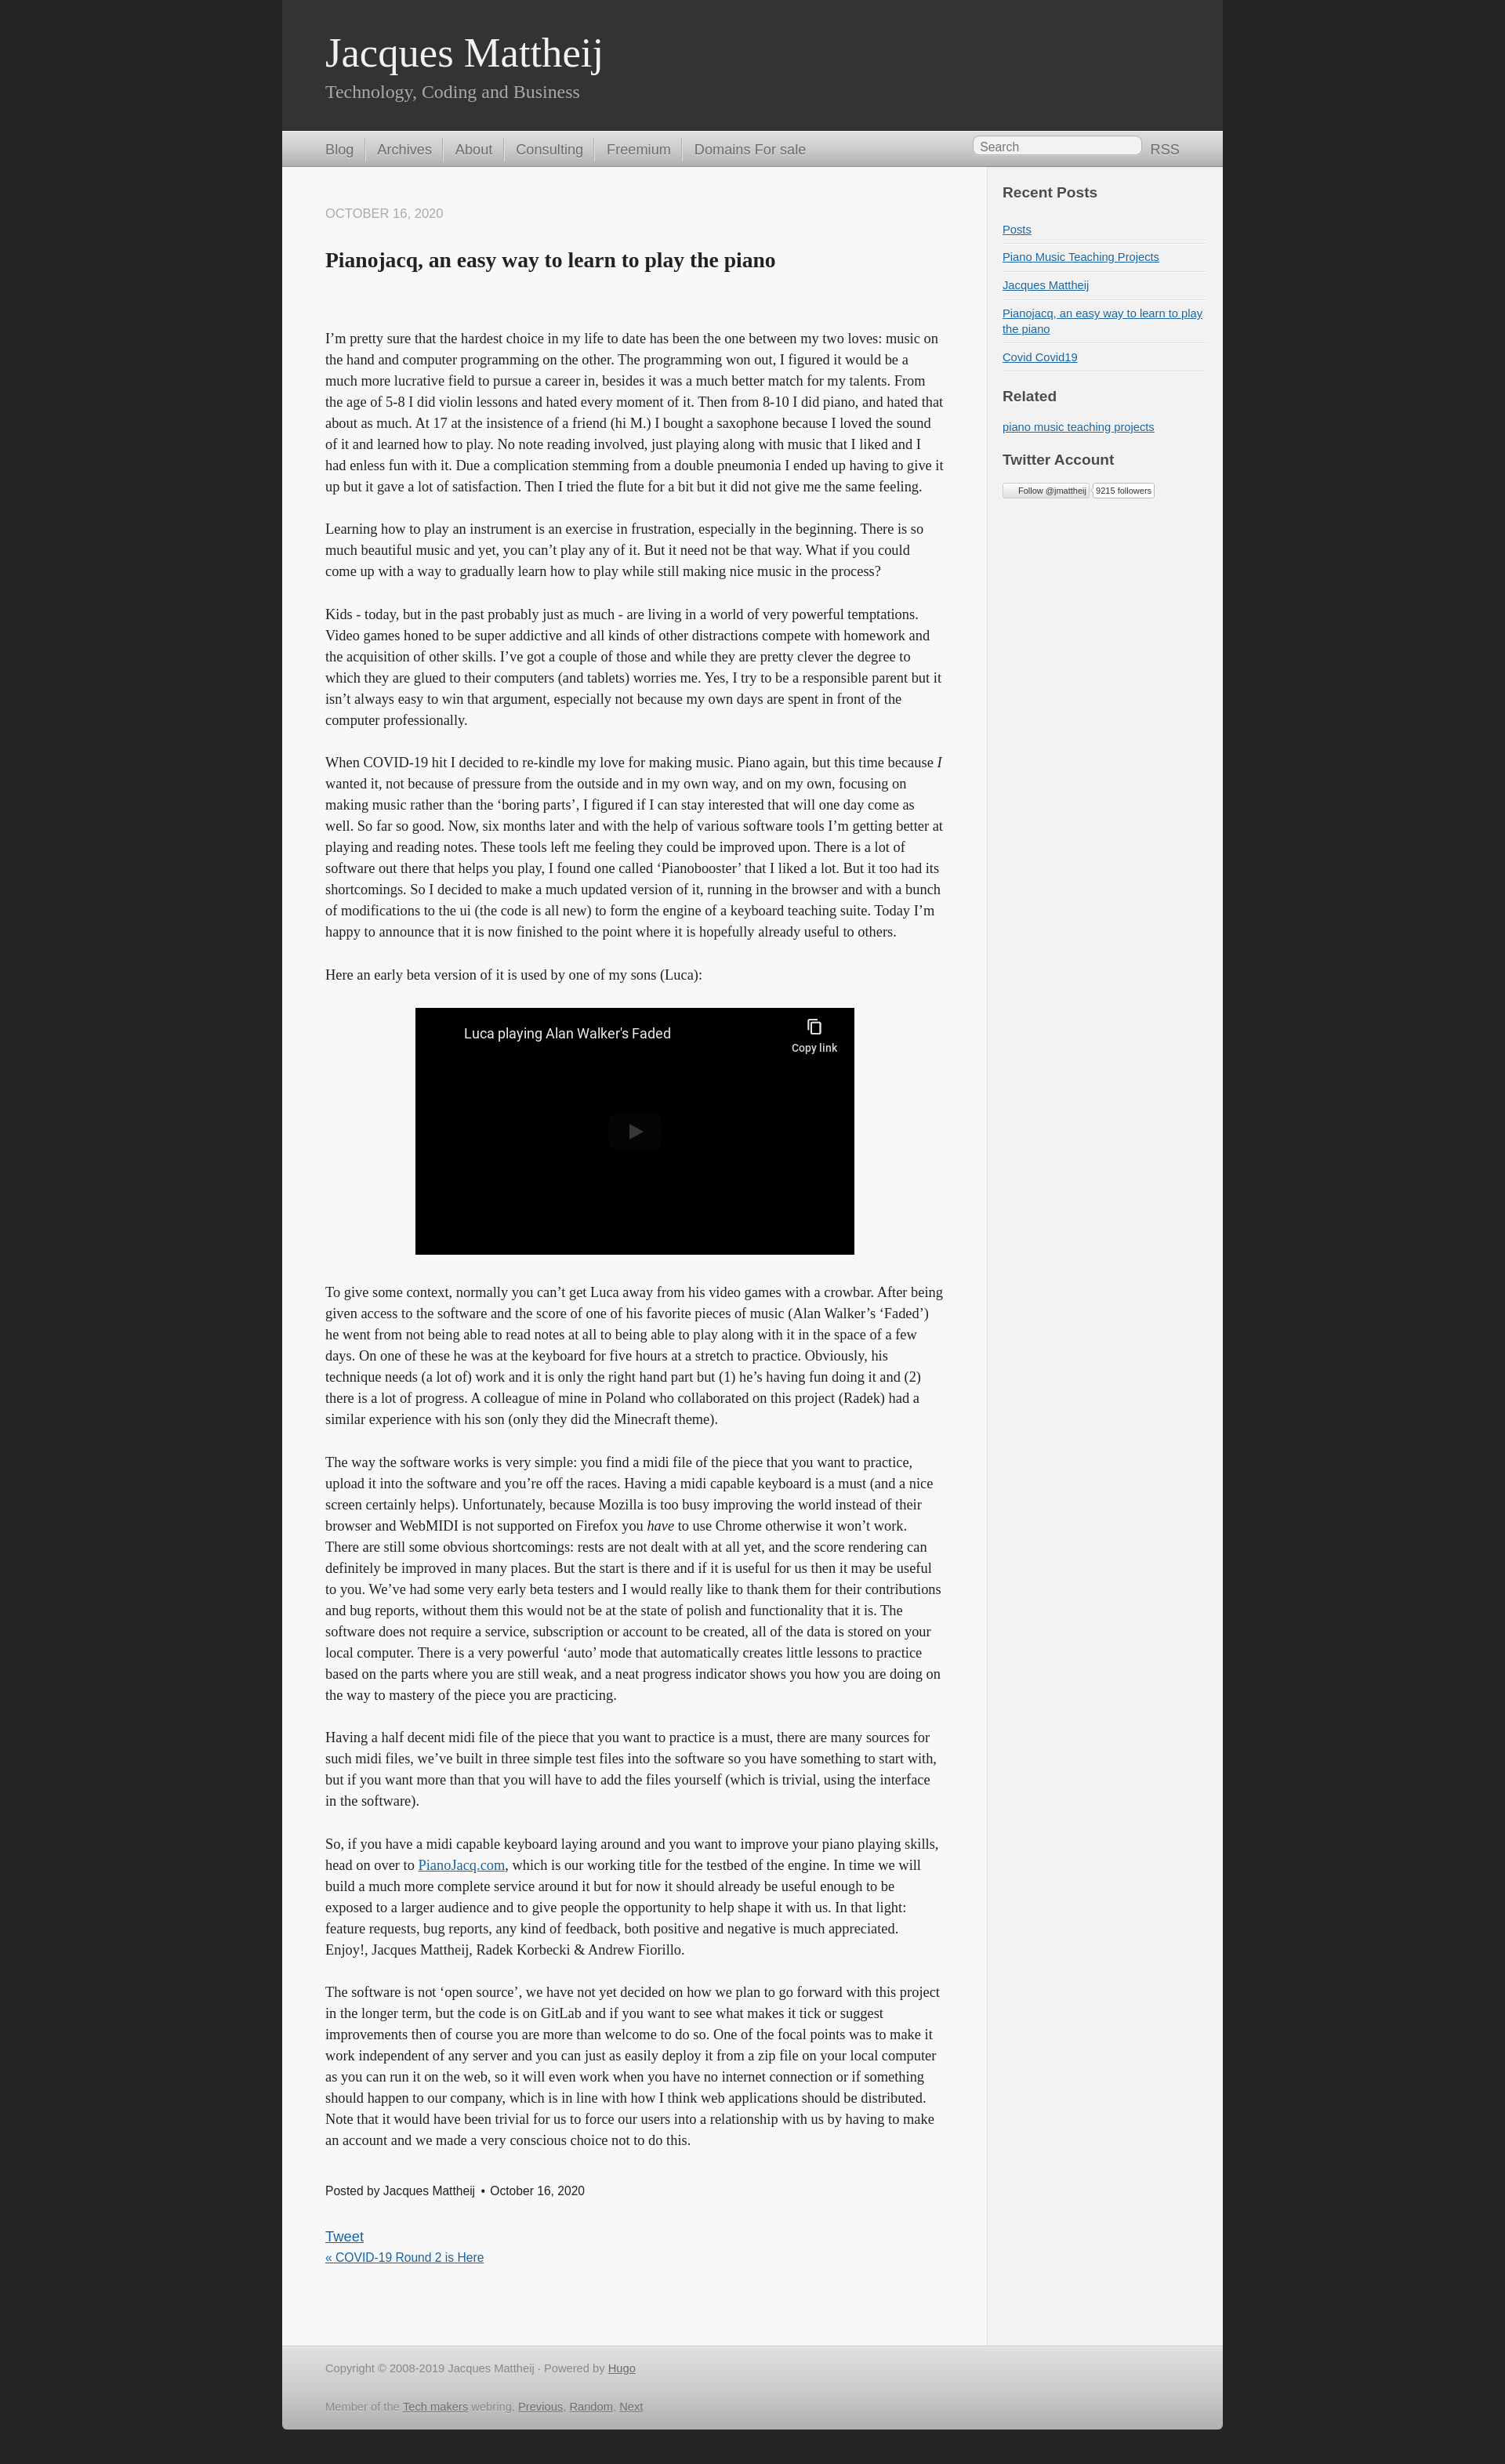 Jacques Mattheij
Technology, Coding and Business
Blog
Archives
About
Consulting
Freemium
Domains For sale
Search
RSS
OCTOBER 16, 2020
Pianojacq, an easy way to learn to play the piano
I’m pretty sure that the hardest choice in my life to date has been the one between my two loves: music on
the hand and computer programming on the other. The programming won out, I figured it would be a
much more lucrative field to pursue a career in, besides it was a much better match for my talents. From
the age of 5-8 I did violin lessons and hated every moment of it. Then from 8-10 I did piano, and hated that
about as much. At 17 at the insistence of a friend (hi M.) I bought a saxophone because I loved the sound
of it and learned how to play. No note reading involved, just playing along with music that I liked and I
had enless fun with it. Due a complication stemming from a double pneumonia I ended up having to give it
up but it gave a lot of satisfaction. Then I tried the flute for a bit but it did not give me the same feeling.
Learning how to play an instrument is an exercise in frustration, especially in the beginning. There is so
much beautiful music and yet, you can’t play any of it. But it need not be that way. What if you could
come up with a way to gradually learn how to play while still making nice music in the process?
Kids - today, but in the past probably just as much - are living in a world of very powerful temptations.
Video games honed to be super addictive and all kinds of other distractions compete with homework and
the acquisition of other skills. I’ve got a couple of those and while they are pretty clever the degree to
which they are glued to their computers (and tablets) worries me. Yes, I try to be a responsible parent but it
isn’t always easy to win that argument, especially not because my own days are spent in front of the
computer professionally.
When COVID-19 hit I decided to re-kindle my love for making music. Piano again, but this time because I
wanted it, not because of pressure from the outside and in my own way, and on my own, focusing on
making music rather than the ‘boring parts’, I figured if I can stay interested that will one day come as
well. So far so good. Now, six months later and with the help of various software tools I’m getting better at
playing and reading notes. These tools left me feeling they could be improved upon. There is a lot of
software out there that helps you play, I found one called ‘Pianobooster’ that I liked a lot. But it too had its
shortcomings. So I decided to make a much updated version of it, running in the browser and with a bunch
of modifications to the ui (the code is all new) to form the engine of a keyboard teaching suite. Today I’m
happy to announce that it is now finished to the point where it is hopefully already useful to others.
Here an early beta version of it is used by one of my sons (Luca):
Luca playing Alan Walker's Faded
Copy link
To give some context, normally you can’t get Luca away from his video games with a crowbar. After being
given access to the software and the score of one of his favorite pieces of music (Alan Walker’s ‘Faded’)
he went from not being able to read notes at all to being able to play along with it in the space of a few
days. On one of these he was at the keyboard for five hours at a stretch to practice. Obviously, his
technique needs (a lot of) work and it is only the right hand part but (1) he’s having fun doing it and (2)
there is a lot of progress. A colleague of mine in Poland who collaborated on this project (Radek) had a
similar experience with his son (only they did the Minecraft theme).
The way the software works is very simple: you find a midi file of the piece that you want to practice,
upload it into the software and you’re off the races. Having a midi capable keyboard is a must (and a nice
screen certainly helps). Unfortunately, because Mozilla is too busy improving the world instead of their
browser and WebMIDI is not supported on Firefox you have to use Chrome otherwise it won’t work.
There are still some obvious shortcomings: rests are not dealt with at all yet, and the score rendering can
definitely be improved in many places. But the start is there and if it is useful for us then it may be useful
to you. We’ve had some very early beta testers and I would really like to thank them for their contributions
and bug reports, without them this would not be at the state of polish and functionality that it is. The
software does not require a service, subscription or account to be created, all of the data is stored on your
local computer. There is a very powerful ‘auto’ mode that automatically creates little lessons to practice
based on the parts where you are still weak, and a neat progress indicator shows you how you are doing on
the way to mastery of the piece you are practicing.
Having a half decent midi file of the piece that you want to practice is a must, there are many sources for
such midi files, we’ve built in three simple test files into the software so you have something to start with,
but if you want more than that you will have to add the files yourself (which is trivial, using the interface
in the software).
So, if you have a midi capable keyboard laying around and you want to improve your piano playing skills,
head on over to PianoJacq.com, which is our working title for the testbed of the engine. In time we will
build a much more complete service around it but for now it should already be useful enough to be
exposed to a larger audience and to give people the opportunity to help shape it with us. In that light:
feature requests, bug reports, any kind of feedback, both positive and negative is much appreciated.
Enjoy!, Jacques Mattheij, Radek Korbecki & Andrew Fiorillo.
The software is not ‘open source’, we have not yet decided on how we plan to go forward with this project
in the longer term, but the code is on GitLab and if you want to see what makes it tick or suggest
improvements then of course you are more than welcome to do so. One of the focal points was to make it
work independent of any server and you can just as easily deploy it from a zip file on your local computer
as you can run it on the web, so it will even work when you have no internet connection or if something
should happen to our company, which is in line with how I think web applications should be distributed.
Note that it would have been trivial for us to force our users into a relationship with us by having to make
an account and we made a very conscious choice not to do this.
Posted by Jacques Mattheij • October 16, 2020
Tweet
« COVID-19 Round 2 is Here
Recent Posts
Posts
Piano Music Teaching Projects
Jacques Mattheij
Pianojacq, an easy way to learn to play
the piano
Covid Covid19
Related
piano music teaching projects
Twitter Account
Follow @jmattheij
9215 followers
Copyright © 2008-2019 Jacques Mattheij · Powered by Hugo
Member of the Tech makers webring, Previous, Random, Next